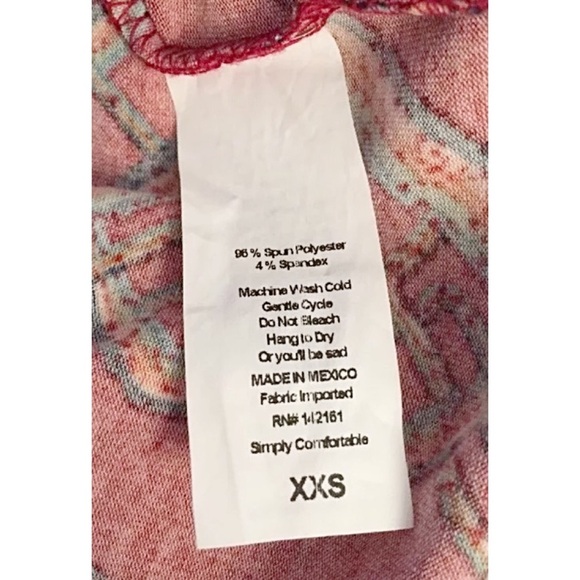 96% Spun Polyester
4% Spandex
Machine Wash Cold
Gentle Cycle
Do Not Bleach
Hang to Dry
Or you'll be sad
MADE IN MEXICO
Fabric Imported
RN# 142161
Simply Comfortable
XXS